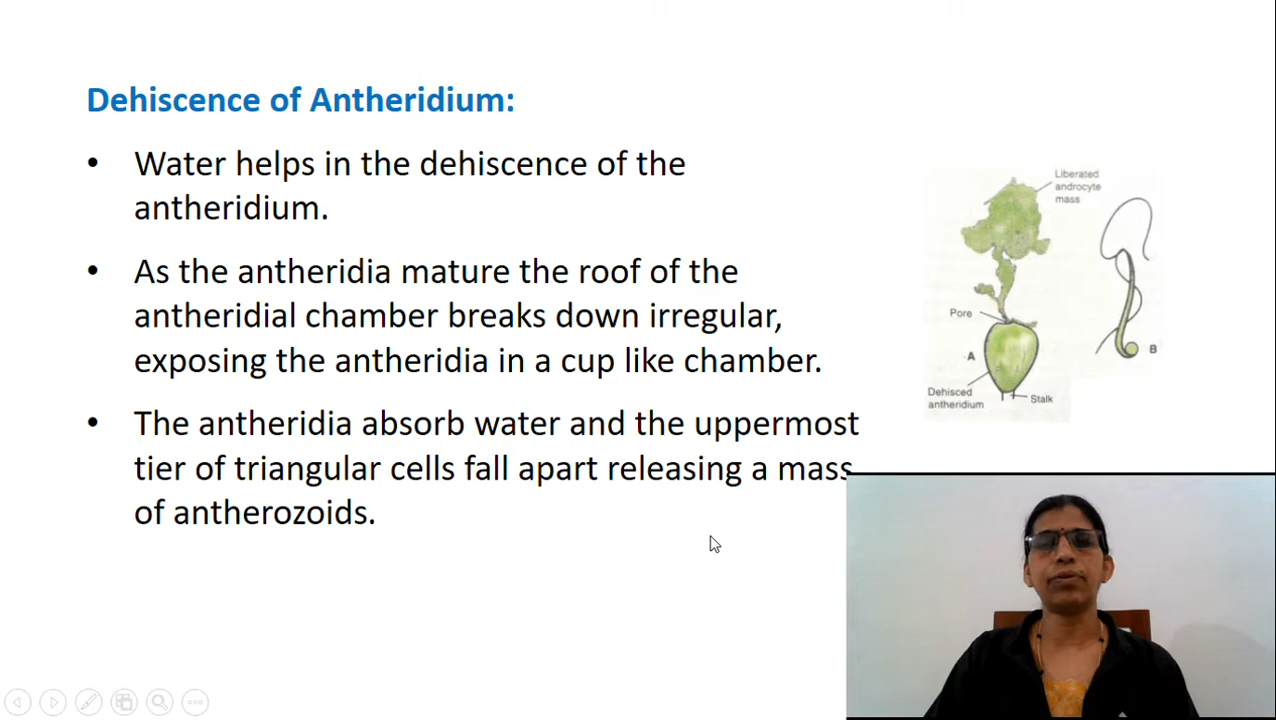 Dehiscence of Antheridium:
• Water helps in the dehiscence of the
antheridium.
• As the antheridia mature the roof of the
antheridial chamber breaks down irregular,
exposing the antheridia in a cup like chamber.
• The antheridia absorb water and the uppermost
tier of triangular cells fall apart releasing a mass
of antherozoids.
Liberated
androcyte
mass
Pore
A
B
Dehisced
antheridium
Stalk